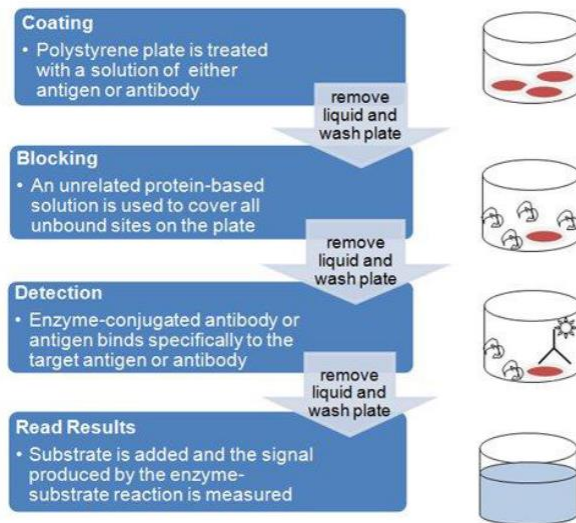 Coating
• Polystyrene plate is treated
with a solution of either
antigen or antibody
remove
liquid and
wash plate
Blocking
• An unrelated protein-based
solution is used to cover all
unbound sites on the plate
remove
liquid and
wash plate
Detection
• Enzyme-conjugated antibody or
antigen binds specifically to the
target antigen or antibody
remove
liquid and
wash plate
Read Results
• Substrate is added and the signal
produced by the enzyme-
substrate reaction is measured